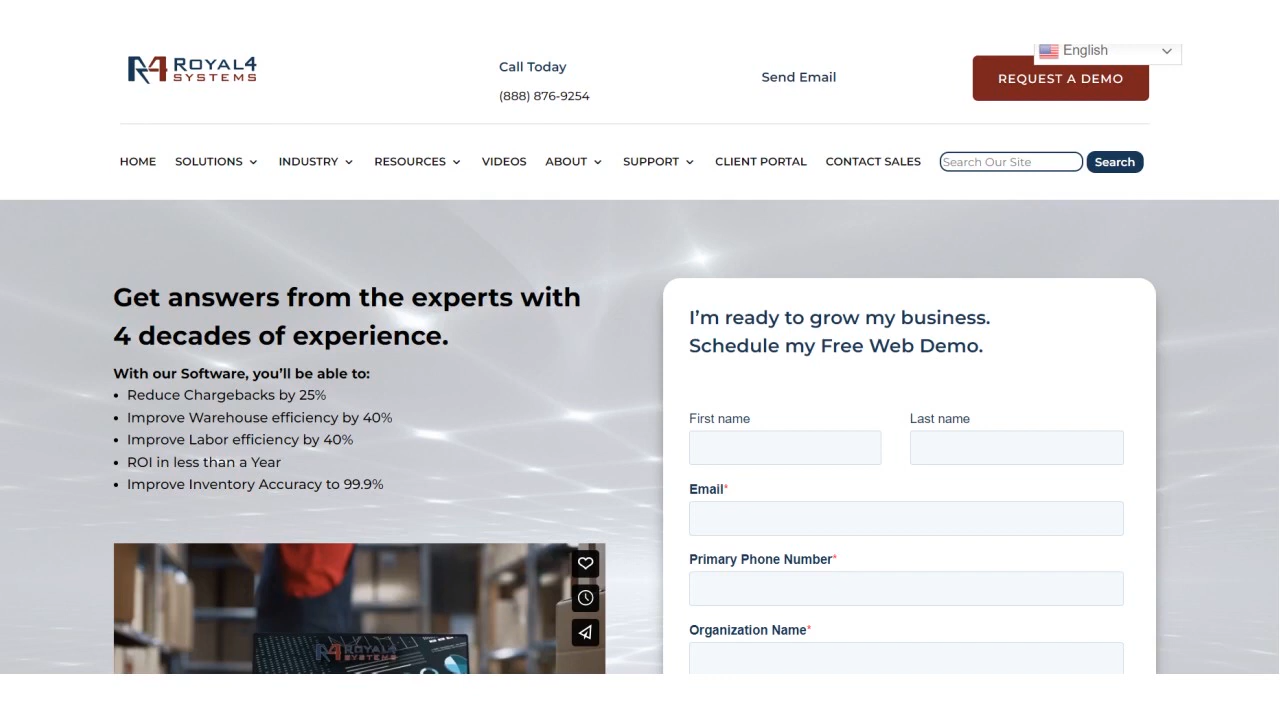 ROYAL4
SYSTEMS
Call Today
(888) 876-9254
Send Email
English
REQUEST A DEMO
HOME SOLUTIONS INDUSTRY RESOURCES VIDEOS ABOUT SUPPORT CLIENT PORTAL CONTACT SALES Search Our Site Search
Get answers from the experts with
4 decades of experience.
With our Software, you’ll be able to:
• Reduce Chargebacks by 25%
• Improve Warehouse efficiency by 40%
• Improve Labor efficiency by 40%
• ROI in less than a Year
• Improve Inventory Accuracy to 99.9%
I’m ready to grow my business.
Schedule my Free Web Demo.
First name Last name
Email*
Primary Phone Number*
Organization Name*
ROYAL4
SYSTEMS